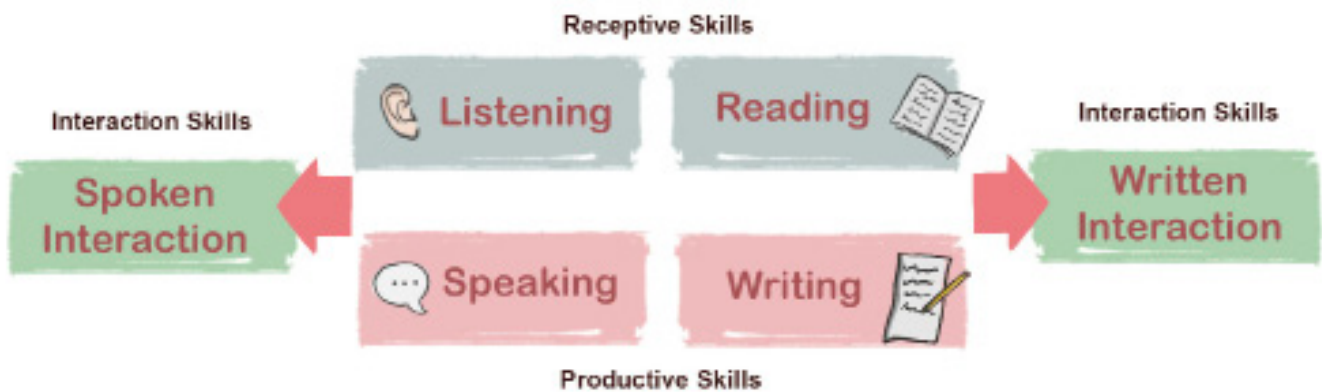 Receptive Skills
Listening
Reading
Interaction Skills
Spoken
Interaction
Interaction Skills
Written
Interaction
Speaking
Writing
Productive Skills